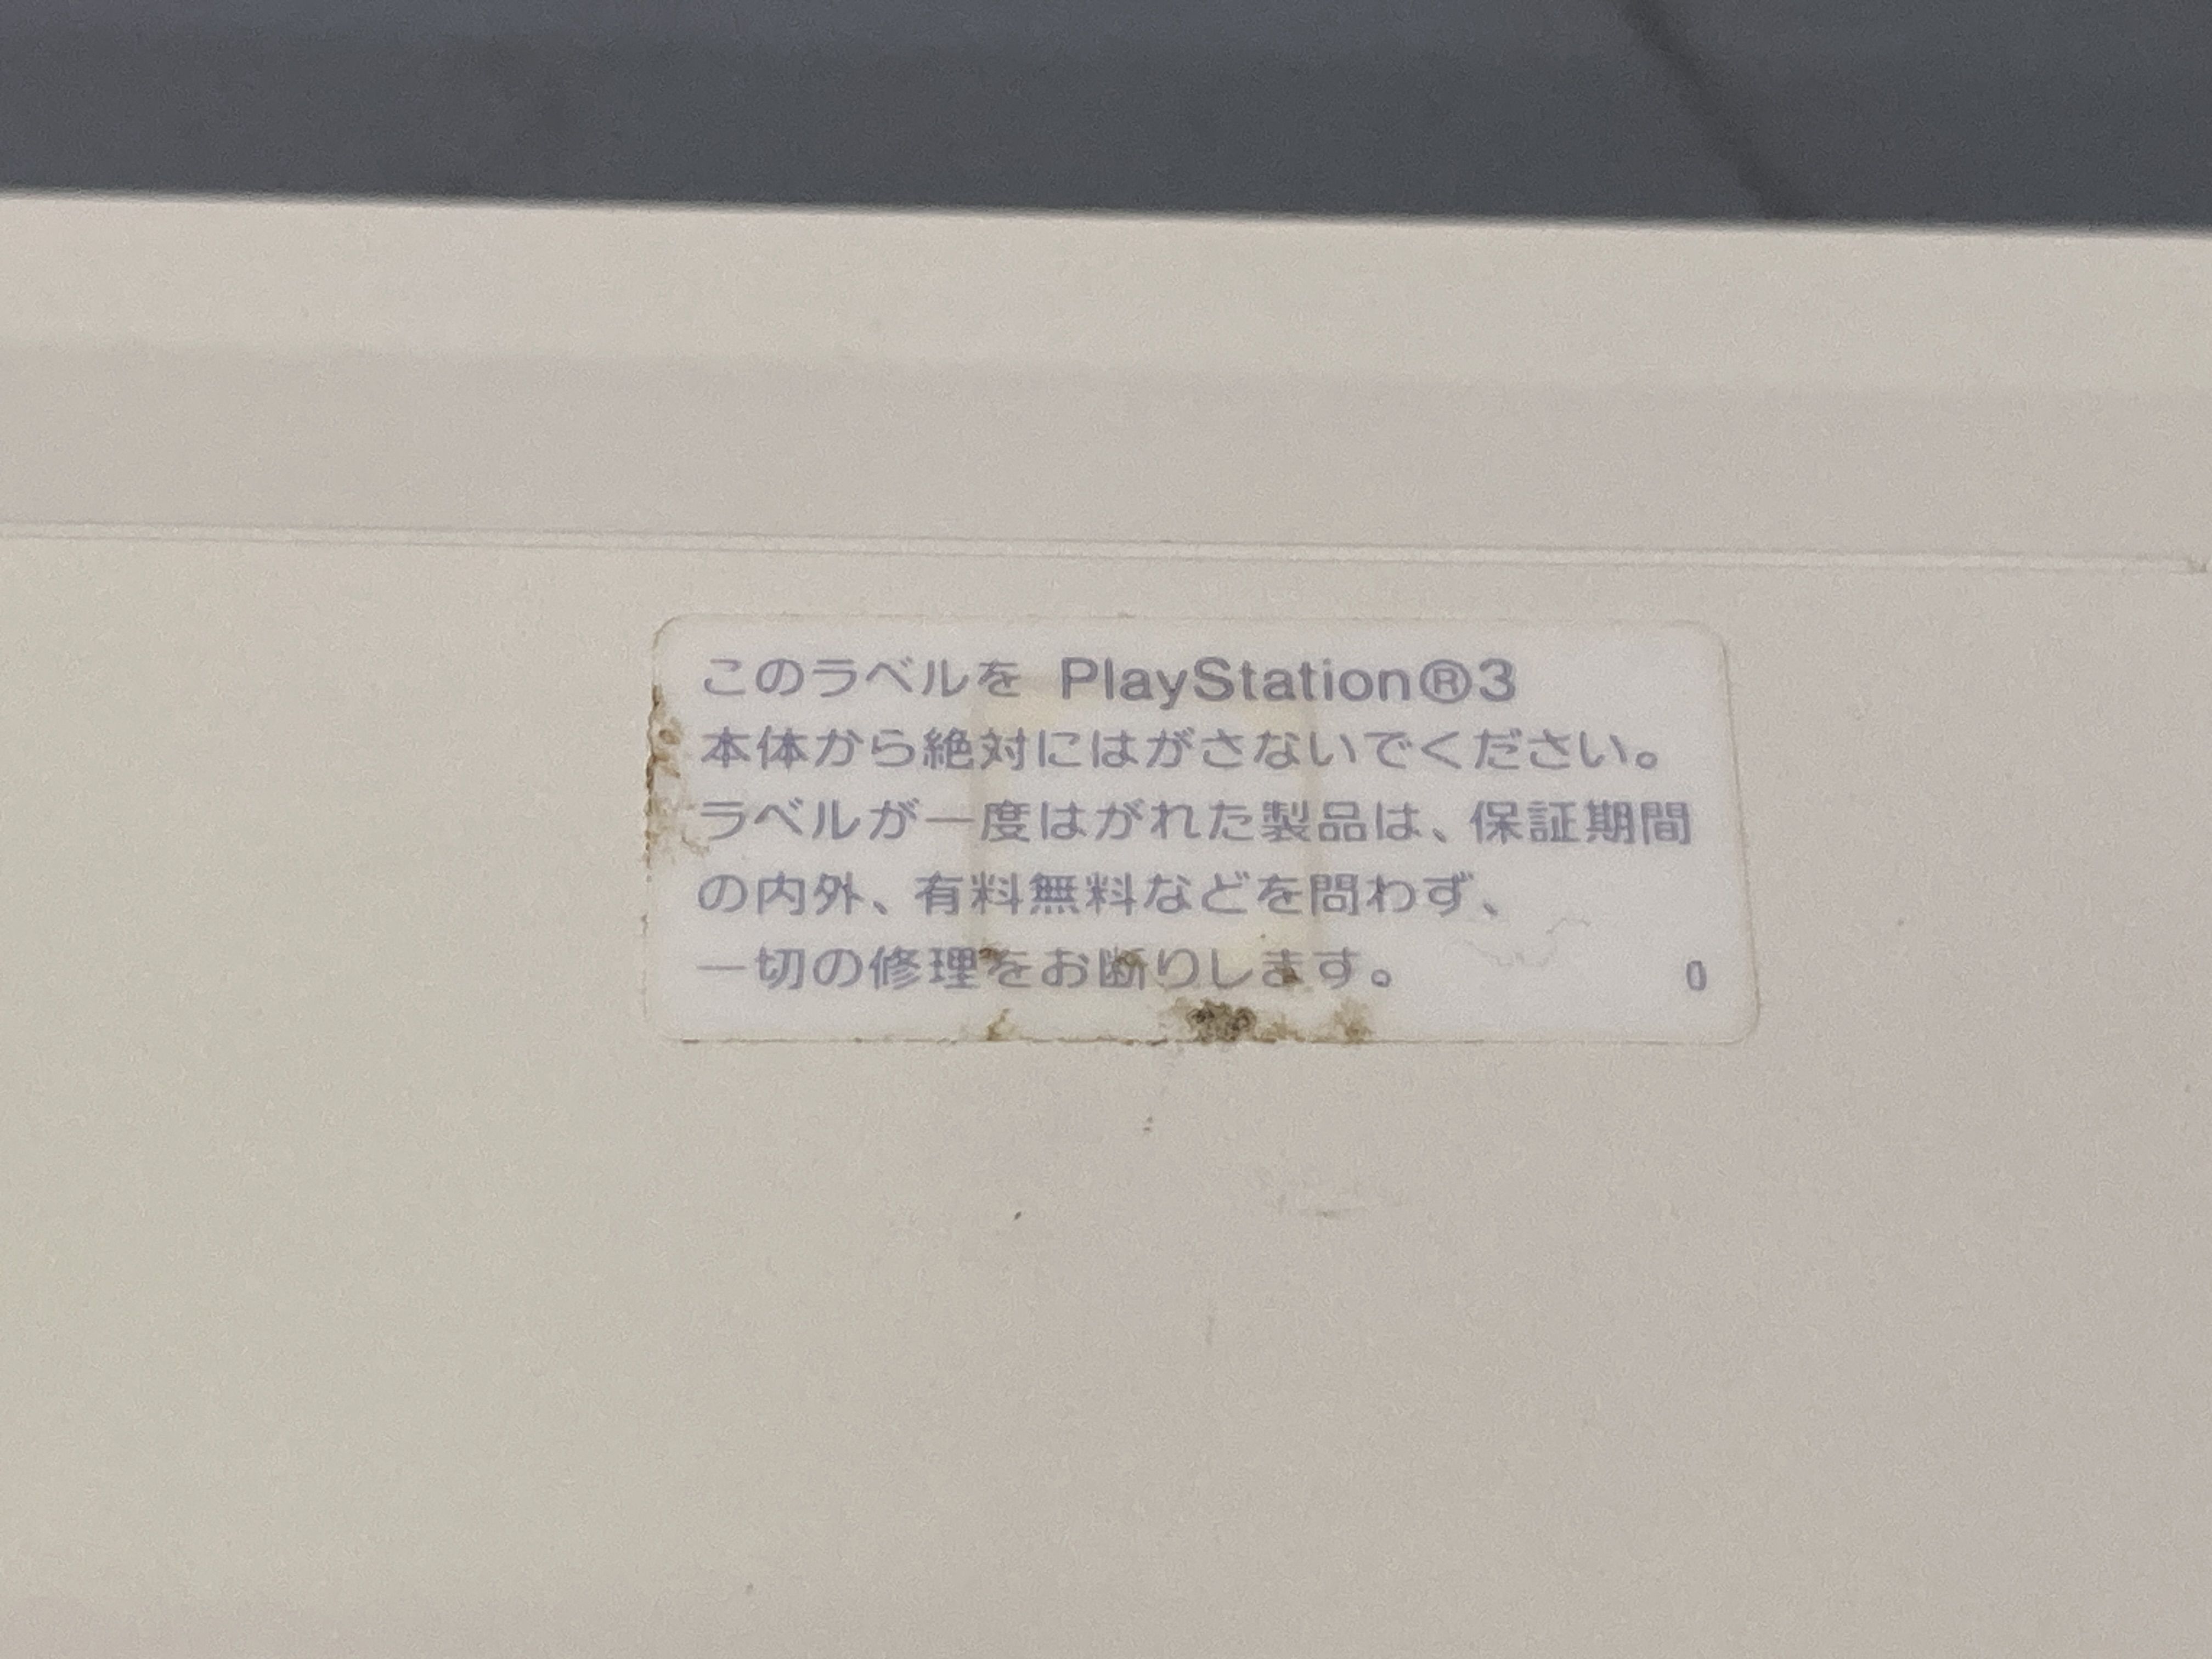 このラベルを PlayStation®3
本体から絶対にはがさないでください。
ラベルが一度はがれた製品は、保証期間
の内外、有料無料などを問わず、
一切の修理をお断りします。
0